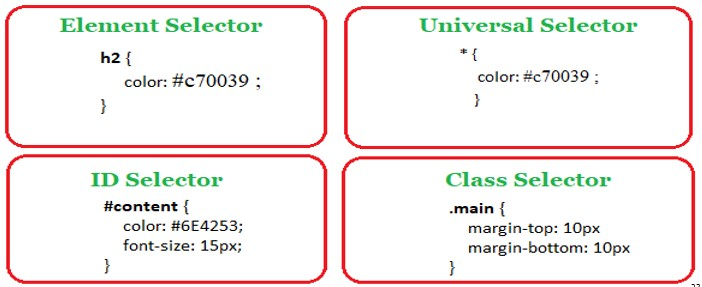 Element Selector
h2 {
color: #c70039 ;
}
Universal Selector
* {
color: #c70039 ;
}
ID Selector
#content {
color: #6E4253;
font-size: 15px;
}
Class Selector
.main {
margin-top: 10px
margin-bottom: 10px
}